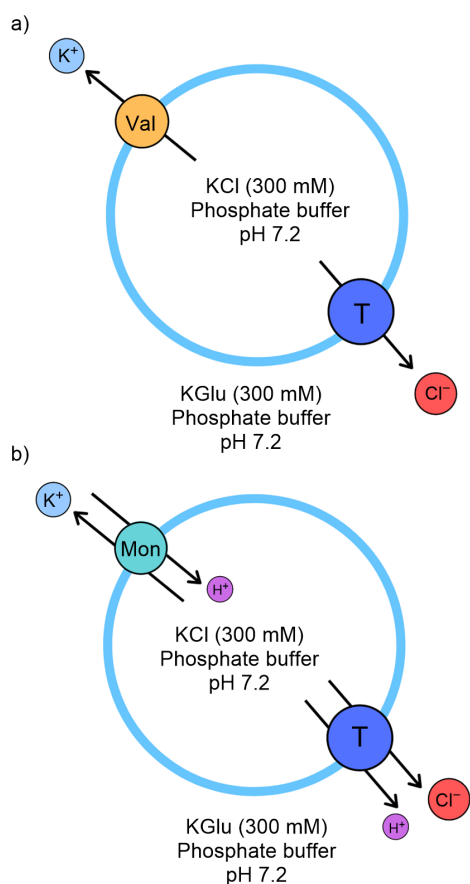 a)
K⁺
Val
KCl (300 mM)
Phosphate buffer
pH 7.2
T
Cl⁻
KGlu (300 mM)
Phosphate buffer
pH 7.2
b)
K⁺
Mon
H⁺
KCl (300 mM)
Phosphate buffer
pH 7.2
T
Cl⁻
H⁺
KGlu (300 mM)
Phosphate buffer
pH 7.2